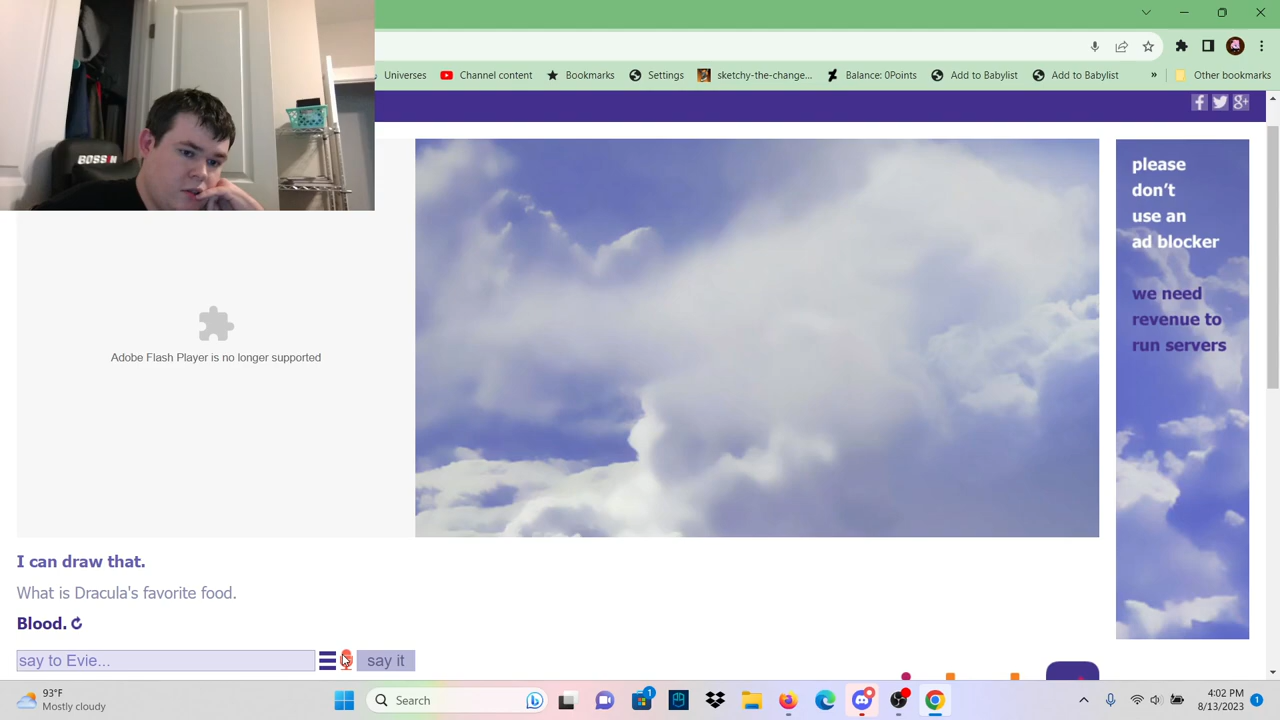 Universes
Channel content
Bookmarks
Settings
sketchy-the-change...
Balance: 0Points
Add to Babylist
Add to Babylist
»
Other bookmarks
BOSSIN
please
don't
use an
ad blocker
we need
revenue to
run servers
Adobe Flash Player is no longer supported
I can draw that.
What is Dracula's favorite food.
Blood.
say to Evie...
say it
93°F
Mostly cloudy
Search
1
4:02 PM
8/13/2023
1